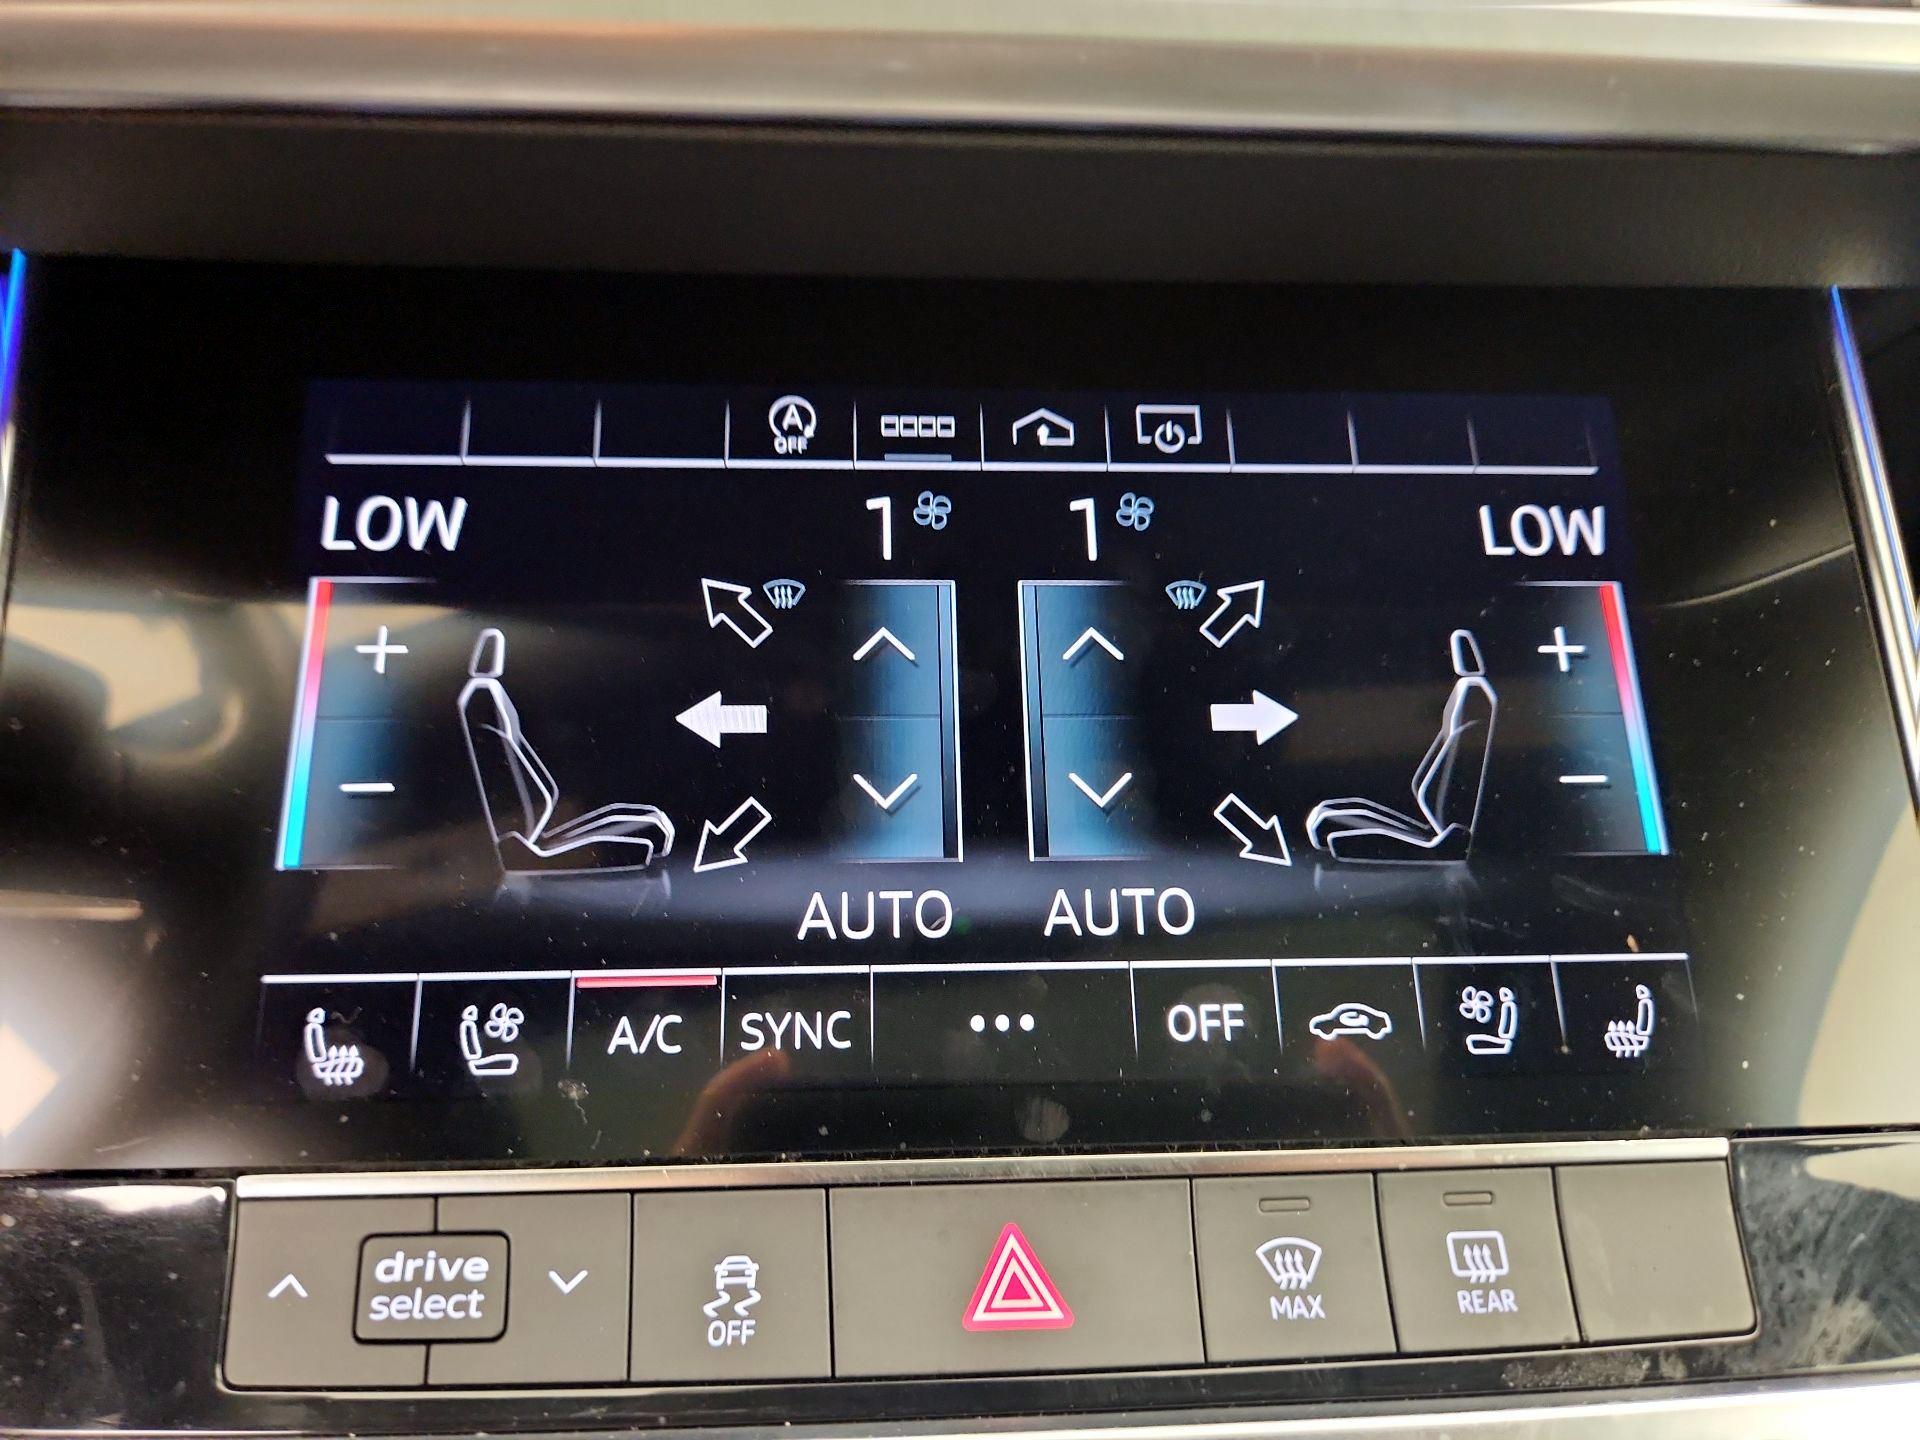 A
OFF
LOW 1 1 LOW
AUTO AUTO
A/C SYNC ••• OFF
drive
select
OFF
MAX
REAR